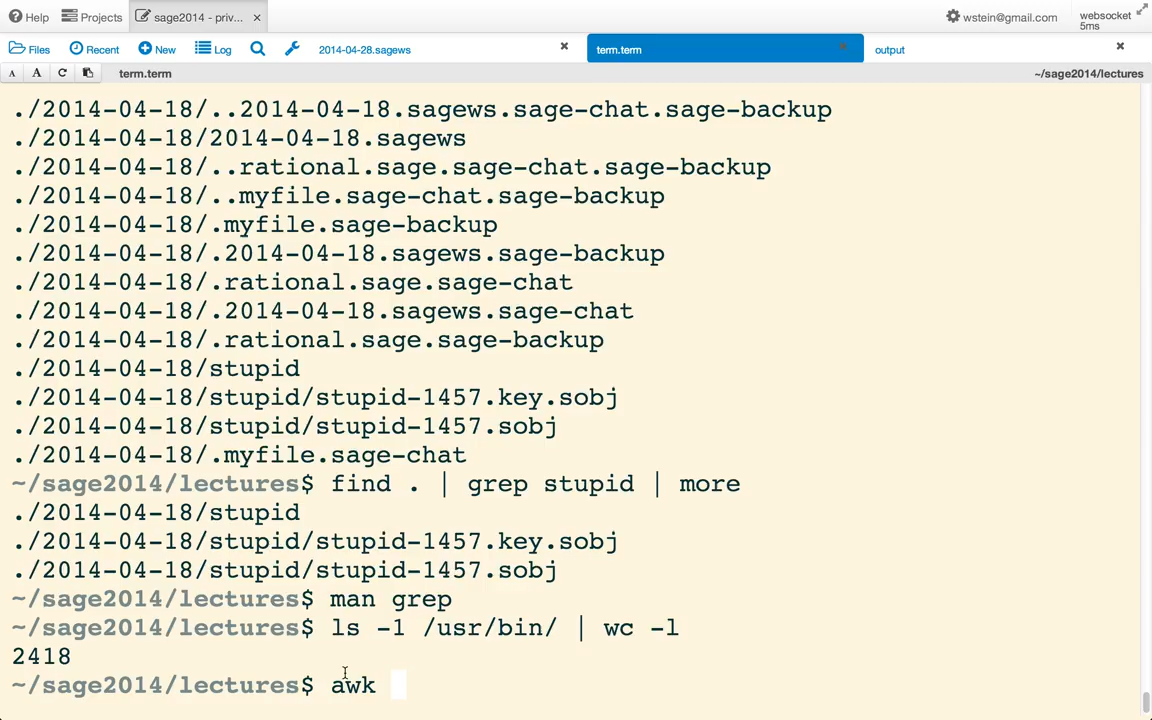 Help Projects sage2014 - priv... × wstein@gmail.com websocket
5ms
Files Recent New Log 2014-04-28.sagews × term.term × output ×
A A C term.term ~/sage2014/lectures
./2014-04-18/..2014-04-18.sagews.sage-chat.sage-backup
./2014-04-18/2014-04-18.sagews
./2014-04-18/..rational.sage.sage-chat.sage-backup
./2014-04-18/..myfile.sage-chat.sage-backup
./2014-04-18/.myfile.sage-backup
./2014-04-18/.2014-04-18.sagews.sage-backup
./2014-04-18/.rational.sage.sage-chat
./2014-04-18/.2014-04-18.sagews.sage-chat
./2014-04-18/.rational.sage.sage-backup
./2014-04-18/stupid
./2014-04-18/stupid/stupid-1457.key.sobj
./2014-04-18/stupid/stupid-1457.sobj
./2014-04-18/.myfile.sage-chat
~/sage2014/lectures$ find . | grep stupid | more
./2014-04-18/stupid
./2014-04-18/stupid/stupid-1457.key.sobj
./2014-04-18/stupid/stupid-1457.sobj
~/sage2014/lectures$ man grep
~/sage2014/lectures$ ls -1 /usr/bin/ | wc -l
2418
~/sage2014/lectures$ awk